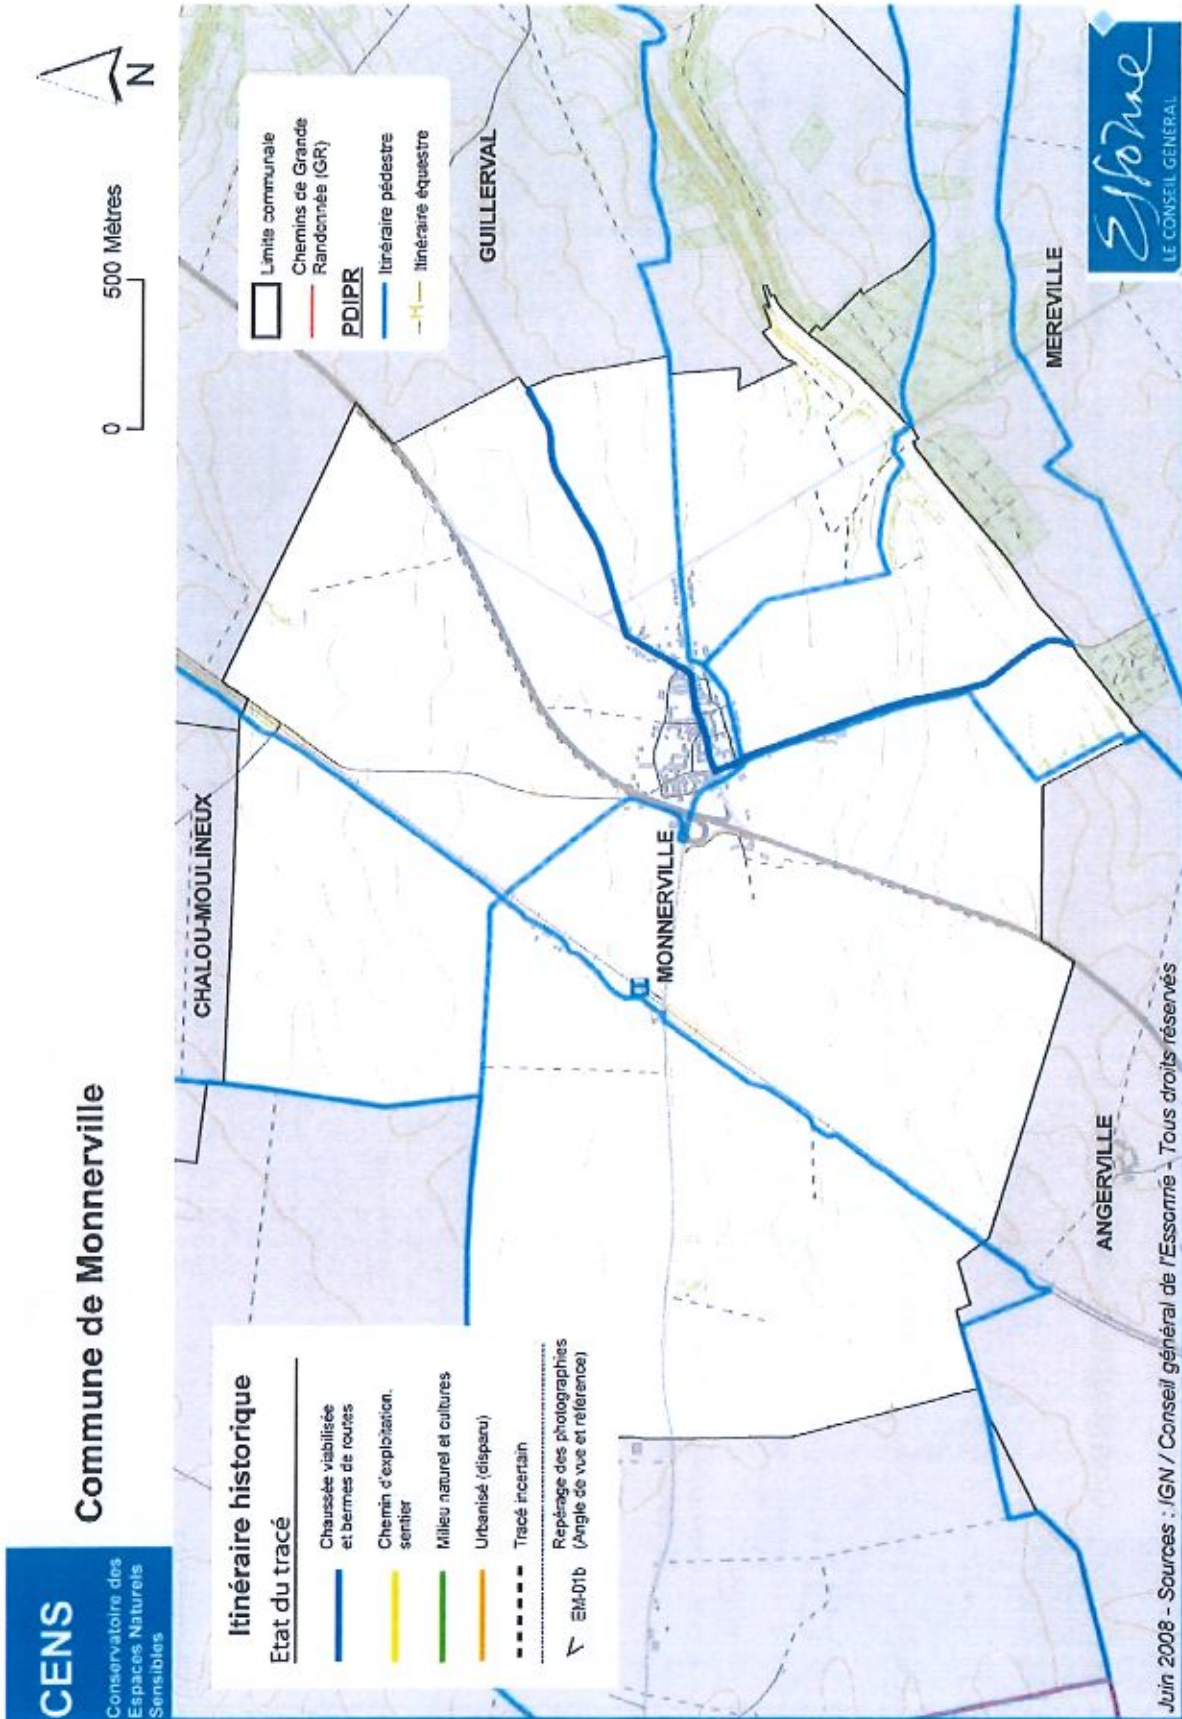 CENS
Conservatoire des
Espaces Naturels
Sensibles
Commune de Monnerville
0 500 Mètres
N
Itinéraire historique
Etat du tracé
Chaussée viabilisée
et bermes de routes
Chemin d'exploitation,
sentier
Milieu naturel et cultures
Urbanisé (disparu)
Tracé incertain
EM-01b
Repérage des photographies
(Angle de vue et référence)
Limite communale
Chemins de Grande
Randonnée (GR)
PDIPR
Itinéraire pédestre
Itinéraire équestre
CHALOU-MOULINEUX
GUILLERVAL
MONNERVILLE
MEREVILLE
ANGERVILLE
Essonne
LE CONSEIL GÉNÉRAL
Juin 2008 - Sources : IGN / Conseil général de l'Essonne - Tous droits réservés